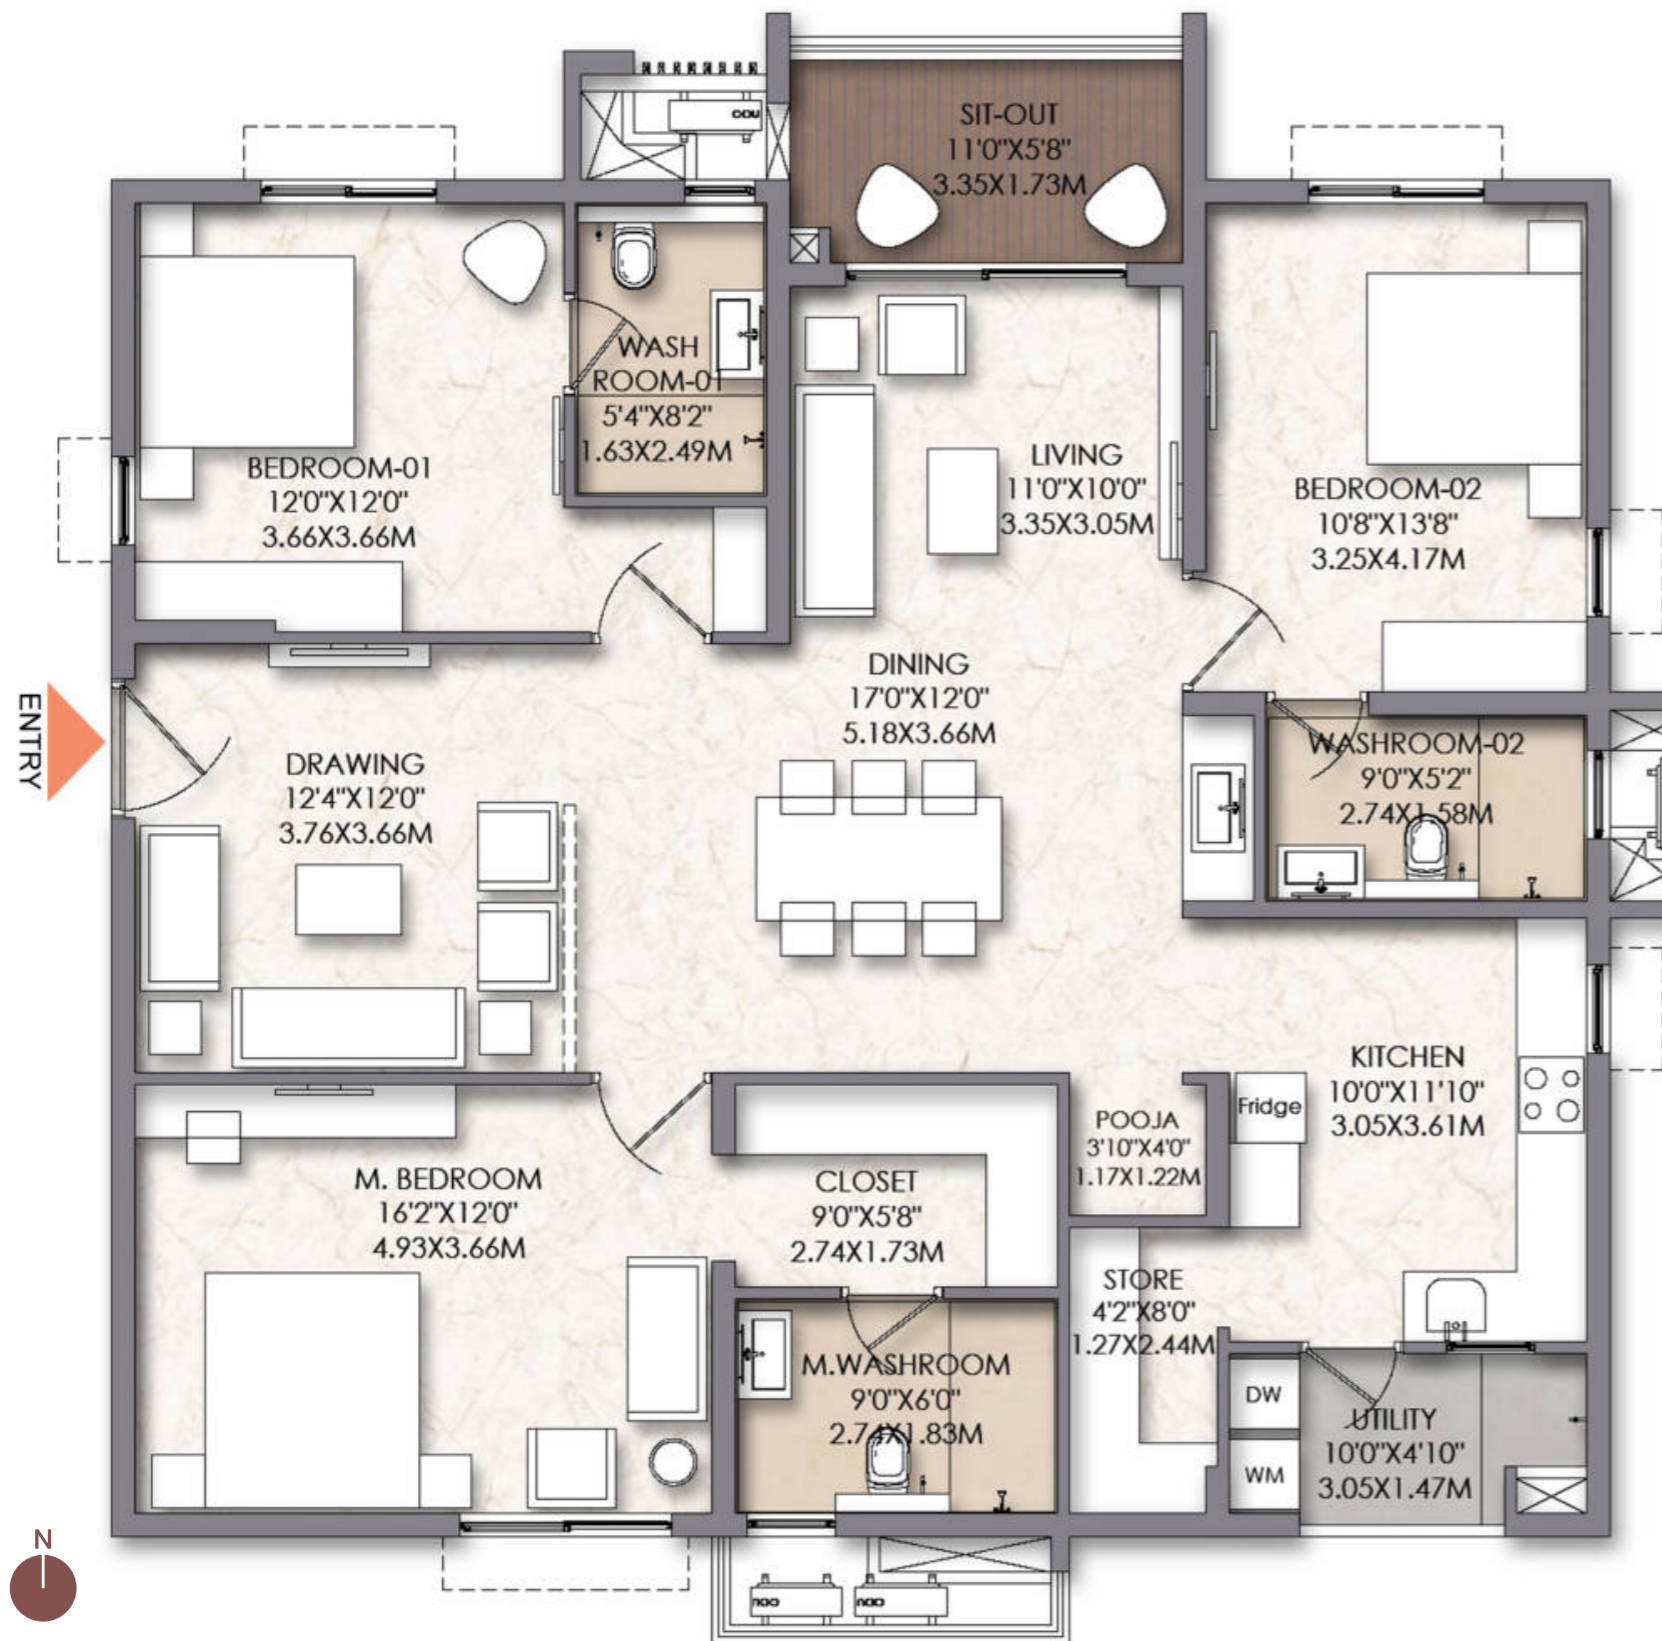 SIT-OUT
11'0"X5'8"
3.35X1.73M
ODU
WASH
ROOM-01
5'4"X8'2"
1.63X2.49M
BEDROOM-01
12'0"X12'0"
3.66X3.66M
LIVING
11'0"X10'0"
3.35X3.05M
BEDROOM-02
10'8"X13'8"
3.25X4.17M
ENTRY
DRAWING
12'4"X12'0"
3.76X3.66M
DINING
17'0"X12'0"
5.18X3.66M
WASHROOM-02
9'0"X5'2"
2.74X1.58M
KITCHEN
10'0"X11'10"
3.05X3.61M
Fridge
POOJA
3'10"X4'0"
1.17X1.22M
M. BEDROOM
16'2"X12'0"
4.93X3.66M
CLOSET
9'0"X5'8"
2.74X1.73M
STORE
4'2"X8'0"
1.27X2.44M
M.WASHROOM
9'0"X6'0"
2.74X1.83M
DW
WM
UTILITY
10'0"X4'10"
3.05X1.47M
N
ODU
ODU